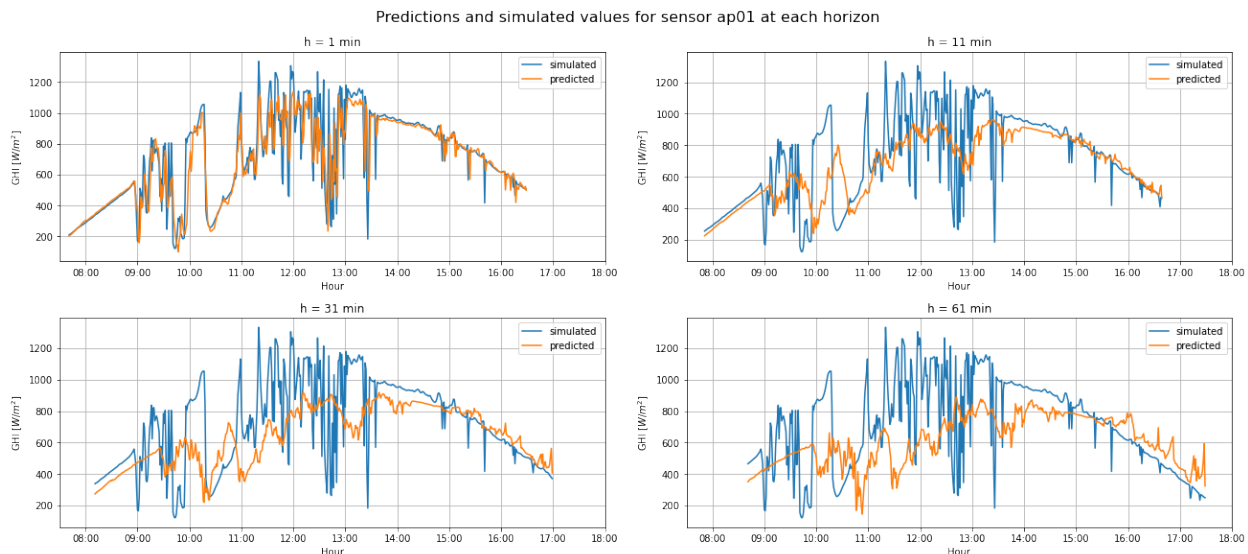 Predictions and simulated values for sensor ap01 at each horizon
h = 1 min
simulated
predicted
GHI [W/m²]
1200
1000
800
600
400
200
08:00 09:00 10:00 11:00 12:00 13:00 14:00 15:00 16:00 17:00 18:00
Hour
h = 11 min
simulated
predicted
GHI [W/m²]
1200
1000
800
600
400
200
08:00 09:00 10:00 11:00 12:00 13:00 14:00 15:00 16:00 17:00 18:00
Hour
h = 31 min
simulated
predicted
GHI [W/m²]
1200
1000
800
600
400
200
08:00 09:00 10:00 11:00 12:00 13:00 14:00 15:00 16:00 17:00 18:00
Hour
h = 61 min
simulated
predicted
GHI [W/m²]
1200
1000
800
600
400
200
08:00 09:00 10:00 11:00 12:00 13:00 14:00 15:00 16:00 17:00 18:00
Hour